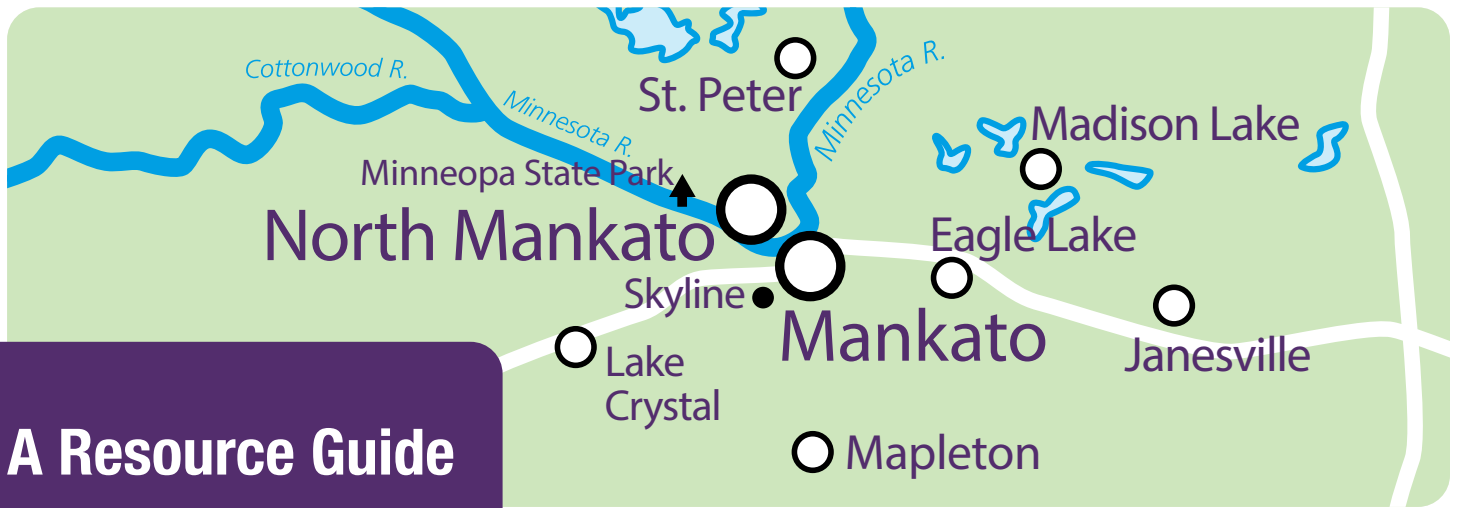 Cottonwood R.
Minnesota R.
St. Peter
Minnesota R.
Madison Lake
Minneopa State Park
North Mankato
Eagle Lake
Skyline
Mankato
Janesville
Lake
Crystal
Mapleton
A Resource Guide